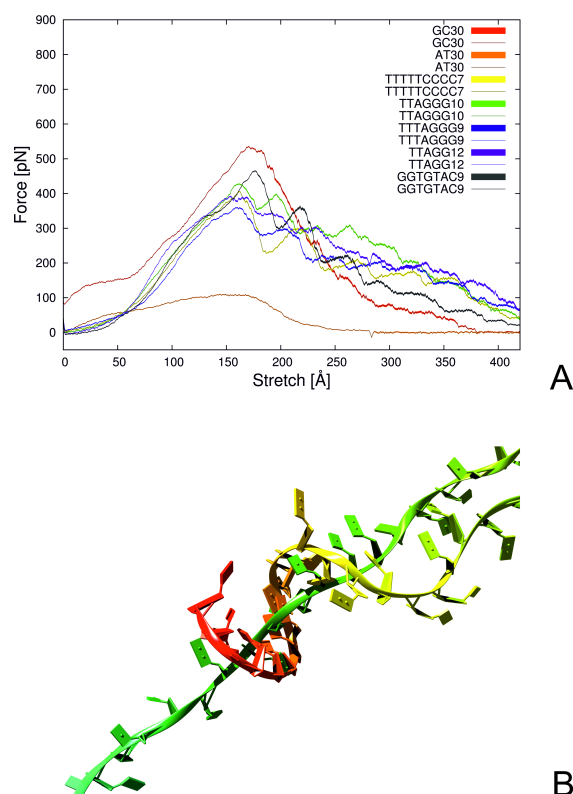 900
800
700
600
500
400
300
200
100
0
Force [pN]
GC30
GC30
AT30
AT30
TTTTTCCCC7
TTTTTCCCC7
TTAGGG10
TTAGGG10
TTTAGGG9
TTTAGGG9
TTAGG12
TTAGG12
GGTGTAC9
GGTGTAC9
0 50 100 150 200 250 300 350 400
Stretch [Å]
A
B